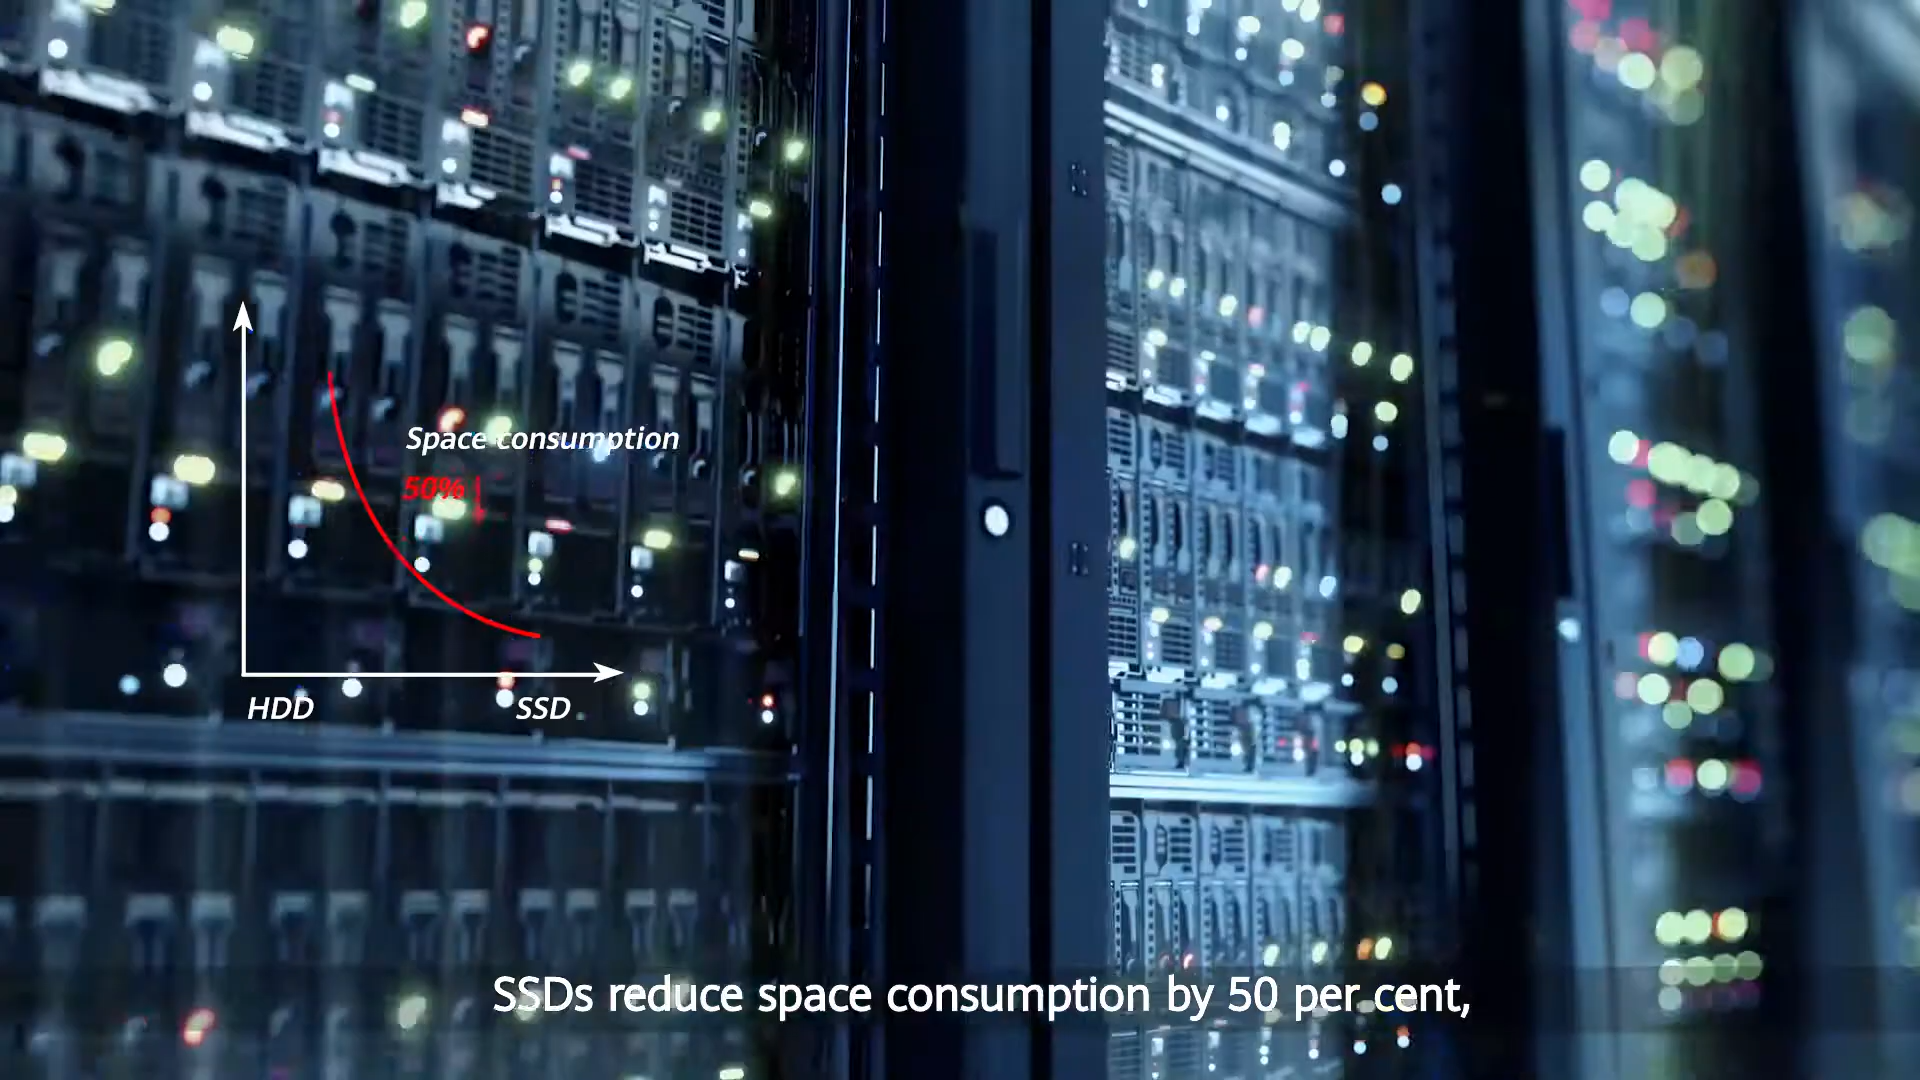 Space consumption
50%
HDD
SSD
SSDs reduce space consumption by 50 per cent,